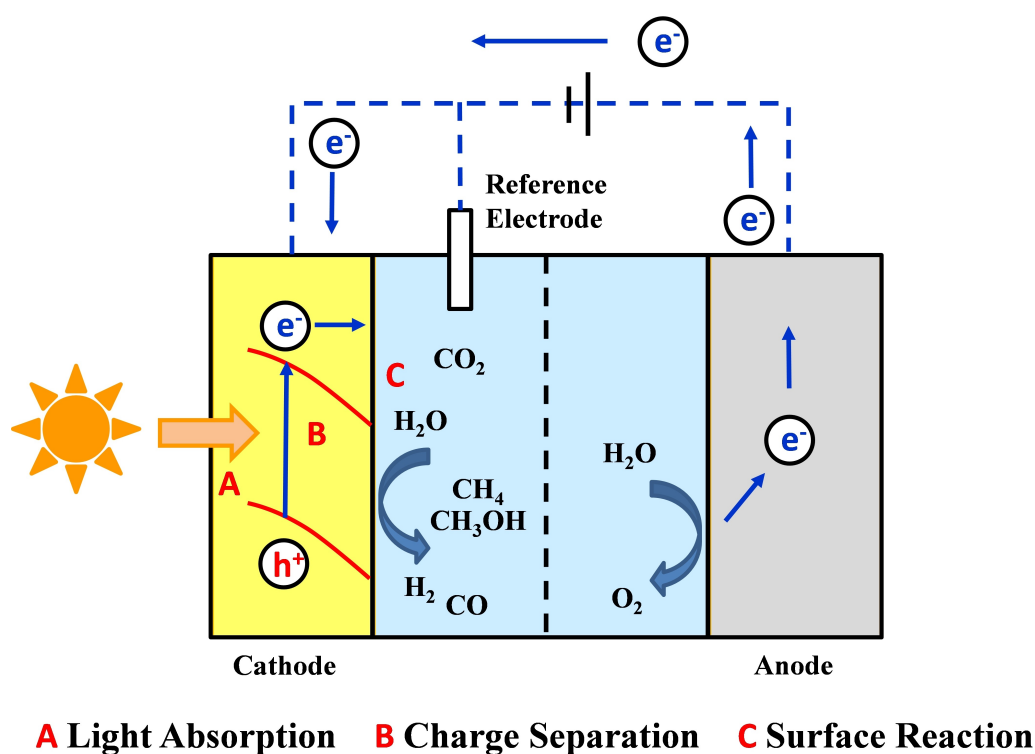 e⁻
e⁻
Reference
Electrode
e⁻
e⁻
CO₂
C
H₂O
B
e⁻
H₂O
A
CH₄
CH₃OH
h⁺
H₂
CO
O₂
Cathode
Anode
A Light Absorption B Charge Separation C Surface Reaction